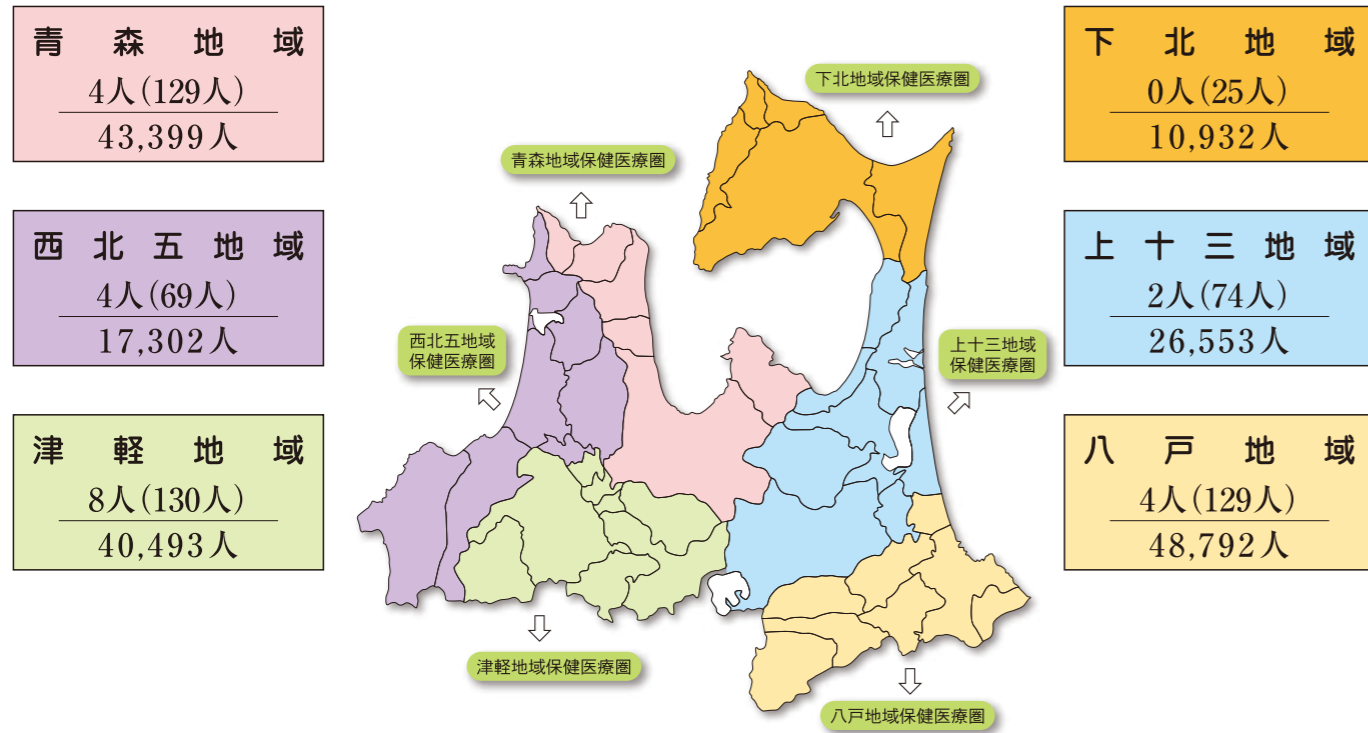 青森地域
4人(129人)
43,399人
西北五地域
4人(69人)
17,302人
津軽地域
8人(130人)
40,493人
下北地域保健医療圏
青森地域保健医療圏
西北五地域
保健医療圏
上十三地域
保健医療圏
津軽地域保健医療圏
八戸地域保健医療圏
下北地域
0人(25人)
10,932人
上十三地域
2人(74人)
26,553人
八戸地域
4人(129人)
48,792人